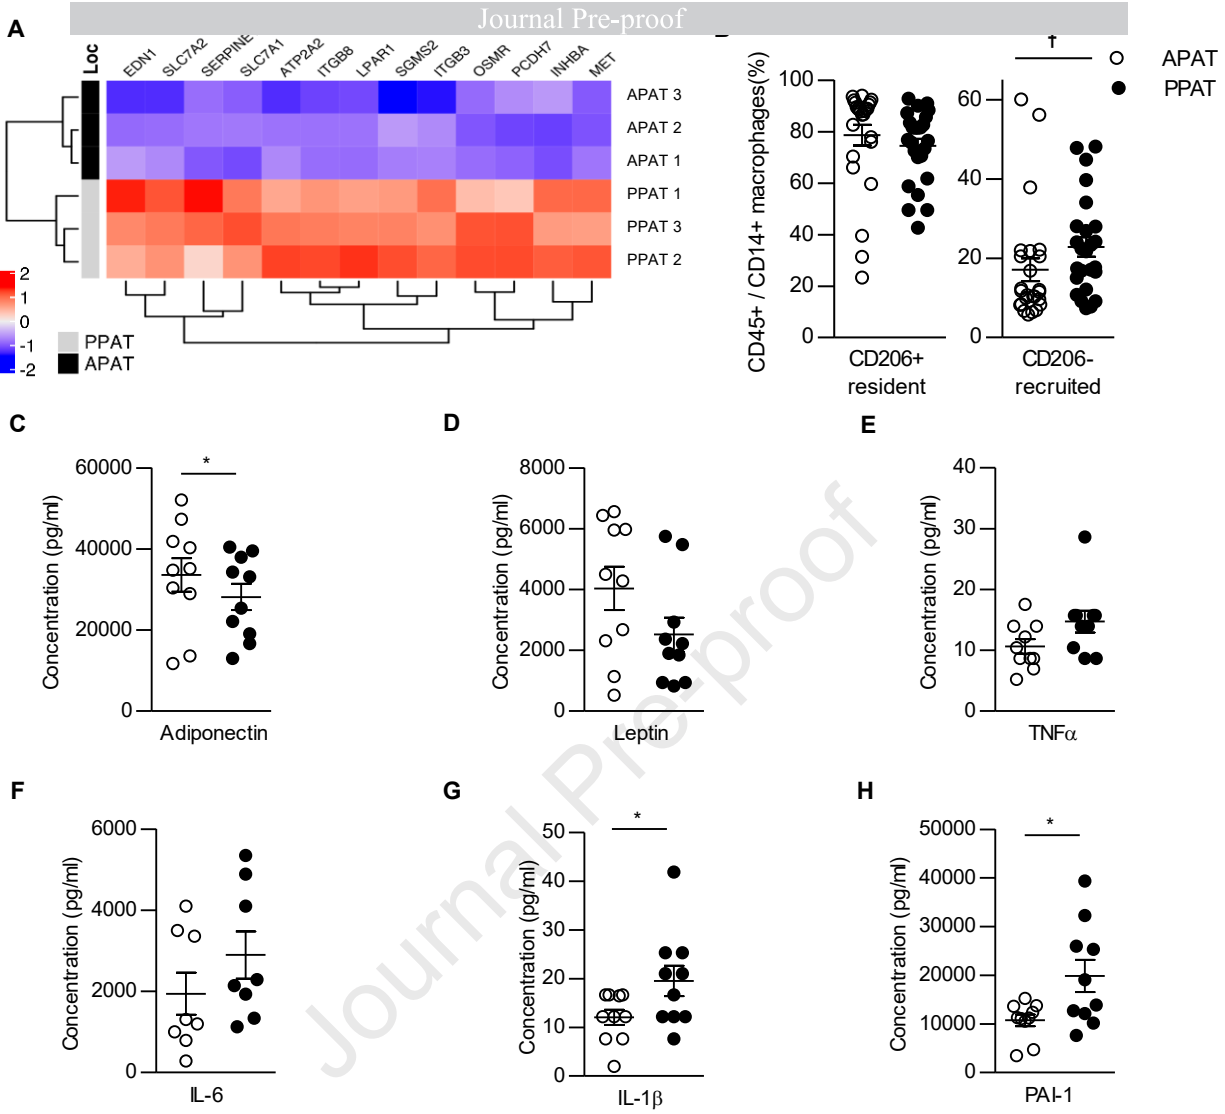 Journal Pre-proof
A
Loc
EDN1
SLC7A2
SERPINE
SLC7A1
ATP2A2
ITGB8
LPAR1
SGMS2
ITGB3
OSMR
PCDH7
INHBA
MET
APAT 3
APAT 2
APAT 1
PPAT 1
PPAT 3
PPAT 2
2
1
0
-1
-2
PPAT
APAT
†
APAT
PPAT
CD45+ / CD14+ macrophages(%)
100
80
60
40
20
0
CD206+
resident
60
40
20
0
CD206-
recruited
C
Concentration (pg/ml)
60000
40000
20000
0
*
Adiponectin
D
Concentration (pg/ml)
8000
6000
4000
2000
0
Leptin
E
Concentration (pg/ml)
40
30
20
10
0
TNFα
F
Concentration (pg/ml)
6000
4000
2000
0
IL-6
G
Concentration (pg/ml)
50
40
30
20
10
0
*
IL-1β
H
Concentration (pg/ml)
50000
40000
30000
20000
10000
0
*
PAI-1
Journal Pre-proof